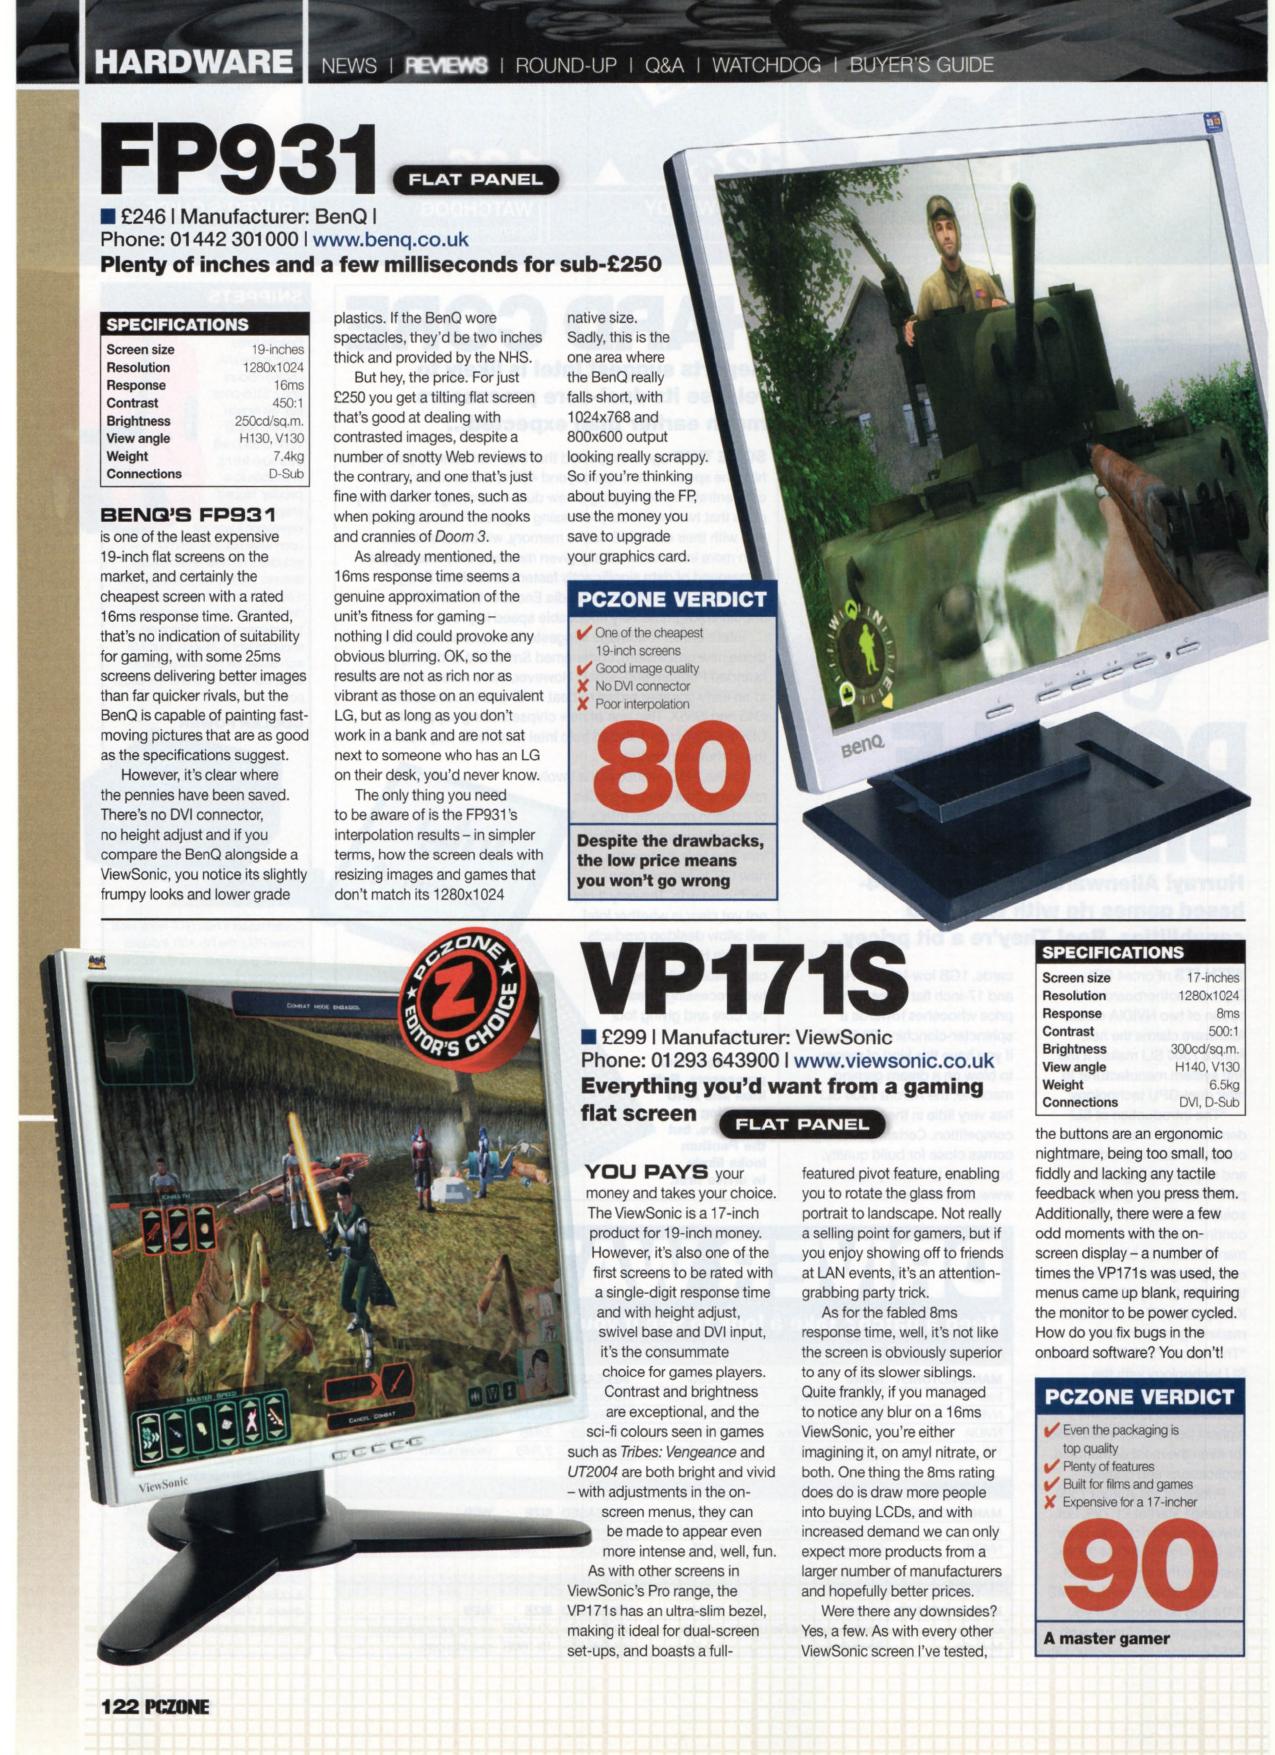 HARDWARE NEWS | REVIEWS | ROUND-UP | Q&A | WATCHDOG | BUYER'S GUIDE
FP931
FLAT PANEL
£246 | Manufacturer: BenQ |
Phone: 01442 301000 | www.benq.co.uk
Plenty of inches and a few milliseconds for sub-£250
SPECIFICATIONS
Screen size 19-inches
Resolution 1280x1024
Response 16ms
Contrast 450:1
Brightness 250cd/sq.m.
View angle H130, V130
Weight 7.4kg
Connections D-Sub
BENQ'S FP931
is one of the least expensive
19-inch flat screens on the
market, and certainly the
cheapest screen with a rated
16ms response time. Granted,
that's no indication of suitability
for gaming, with some 25ms
screens delivering better images
than far quicker rivals, but the
BenQ is capable of painting fast-
moving pictures that are as good
as the specifications suggest.
However, it's clear where
the pennies have been saved.
There's no DVI connector,
no height adjust and if you
compare the BenQ alongside a
ViewSonic, you notice its slightly
frumpy looks and lower grade
plastics. If the BenQ wore
spectacles, they'd be two inches
thick and provided by the NHS.
But hey, the price. For just
£250 you get a tilting flat screen
that's good at dealing with
contrasted images, despite a
number of snotty Web reviews to
the contrary, and one that's just
fine with darker tones, such as
when poking around the nooks
and crannies of Doom 3.
As already mentioned, the
16ms response time seems a
genuine approximation of the
unit's fitness for gaming –
nothing I did could provoke any
obvious blurring. OK, so the
results are not as rich nor as
vibrant as those on an equivalent
LG, but as long as you don't
work in a bank and are not sat
next to someone who has an LG
on their desk, you'd never know.
The only thing you need
to be aware of is the FP931's
interpolation results – in simpler
terms, how the screen deals with
resizing images and games that
don't match its 1280x1024
native size.
Sadly, this is the
one area where
the BenQ really
falls short, with
1024x768 and
800x600 output
looking really scrappy.
So if you're thinking
about buying the FP,
use the money you
save to upgrade
your graphics card.
PCZONE VERDICT
One of the cheapest
19-inch screens
Good image quality
No DVI connector
Poor interpolation
80
Despite the drawbacks,
the low price means
you won't go wrong
BenQ
PCZONE
Z
EDITOR'S CHOICE
COMBAT MODE ENGAGED.
MASTER SPEED
CANCEL COMBAT
ViewSonic
VP171S
£299 | Manufacturer: ViewSonic
Phone: 01293 643900 | www.viewsonic.co.uk
Everything you'd want from a gaming
flat screen FLAT PANEL
YOU PAYS your
money and takes your choice.
The ViewSonic is a 17-inch
product for 19-inch money.
However, it's also one of the
first screens to be rated with
a single-digit response time
and with height adjust,
swivel base and DVI input,
it's the consummate
choice for games players.
Contrast and brightness
are exceptional, and the
sci-fi colours seen in games
such as Tribes: Vengeance and
UT2004 are both bright and vivid
– with adjustments in the on-
screen menus, they can
be made to appear even
more intense and, well, fun.
As with other screens in
ViewSonic's Pro range, the
VP171s has an ultra-slim bezel,
making it ideal for dual-screen
set-ups, and boasts a full-
featured pivot feature, enabling
you to rotate the glass from
portrait to landscape. Not really
a selling point for gamers, but if
you enjoy showing off to friends
at LAN events, it's an attention-
grabbing party trick.
As for the fabled 8ms
response time, well, it's not like
the screen is obviously superior
to any of its slower siblings.
Quite frankly, if you managed
to notice any blur on a 16ms
ViewSonic, you're either
imagining it, on amyl nitrate, or
both. One thing the 8ms rating
does do is draw more people
into buying LCDs, and with
increased demand we can only
expect more products from a
larger number of manufacturers
and hopefully better prices.
Were there any downsides?
Yes, a few. As with every other
ViewSonic screen I've tested,
SPECIFICATIONS
Screen size 17-inches
Resolution 1280x1024
Response 8ms
Contrast 500:1
Brightness 300cd/sq.m.
View angle H140, V130
Weight 6.5kg
Connections DVI, D-Sub
the buttons are an ergonomic
nightmare, being too small, too
fiddly and lacking any tactile
feedback when you press them.
Additionally, there were a few
odd moments with the on-
screen display – a number of
times the VP171s was used, the
menus came up blank, requiring
the monitor to be power cycled.
How do you fix bugs in the
onboard software? You don't!
PCZONE VERDICT
Even the packaging is
top quality
Plenty of features
Built for films and games
Expensive for a 17-incher
90
A master gamer
122 PCZONE